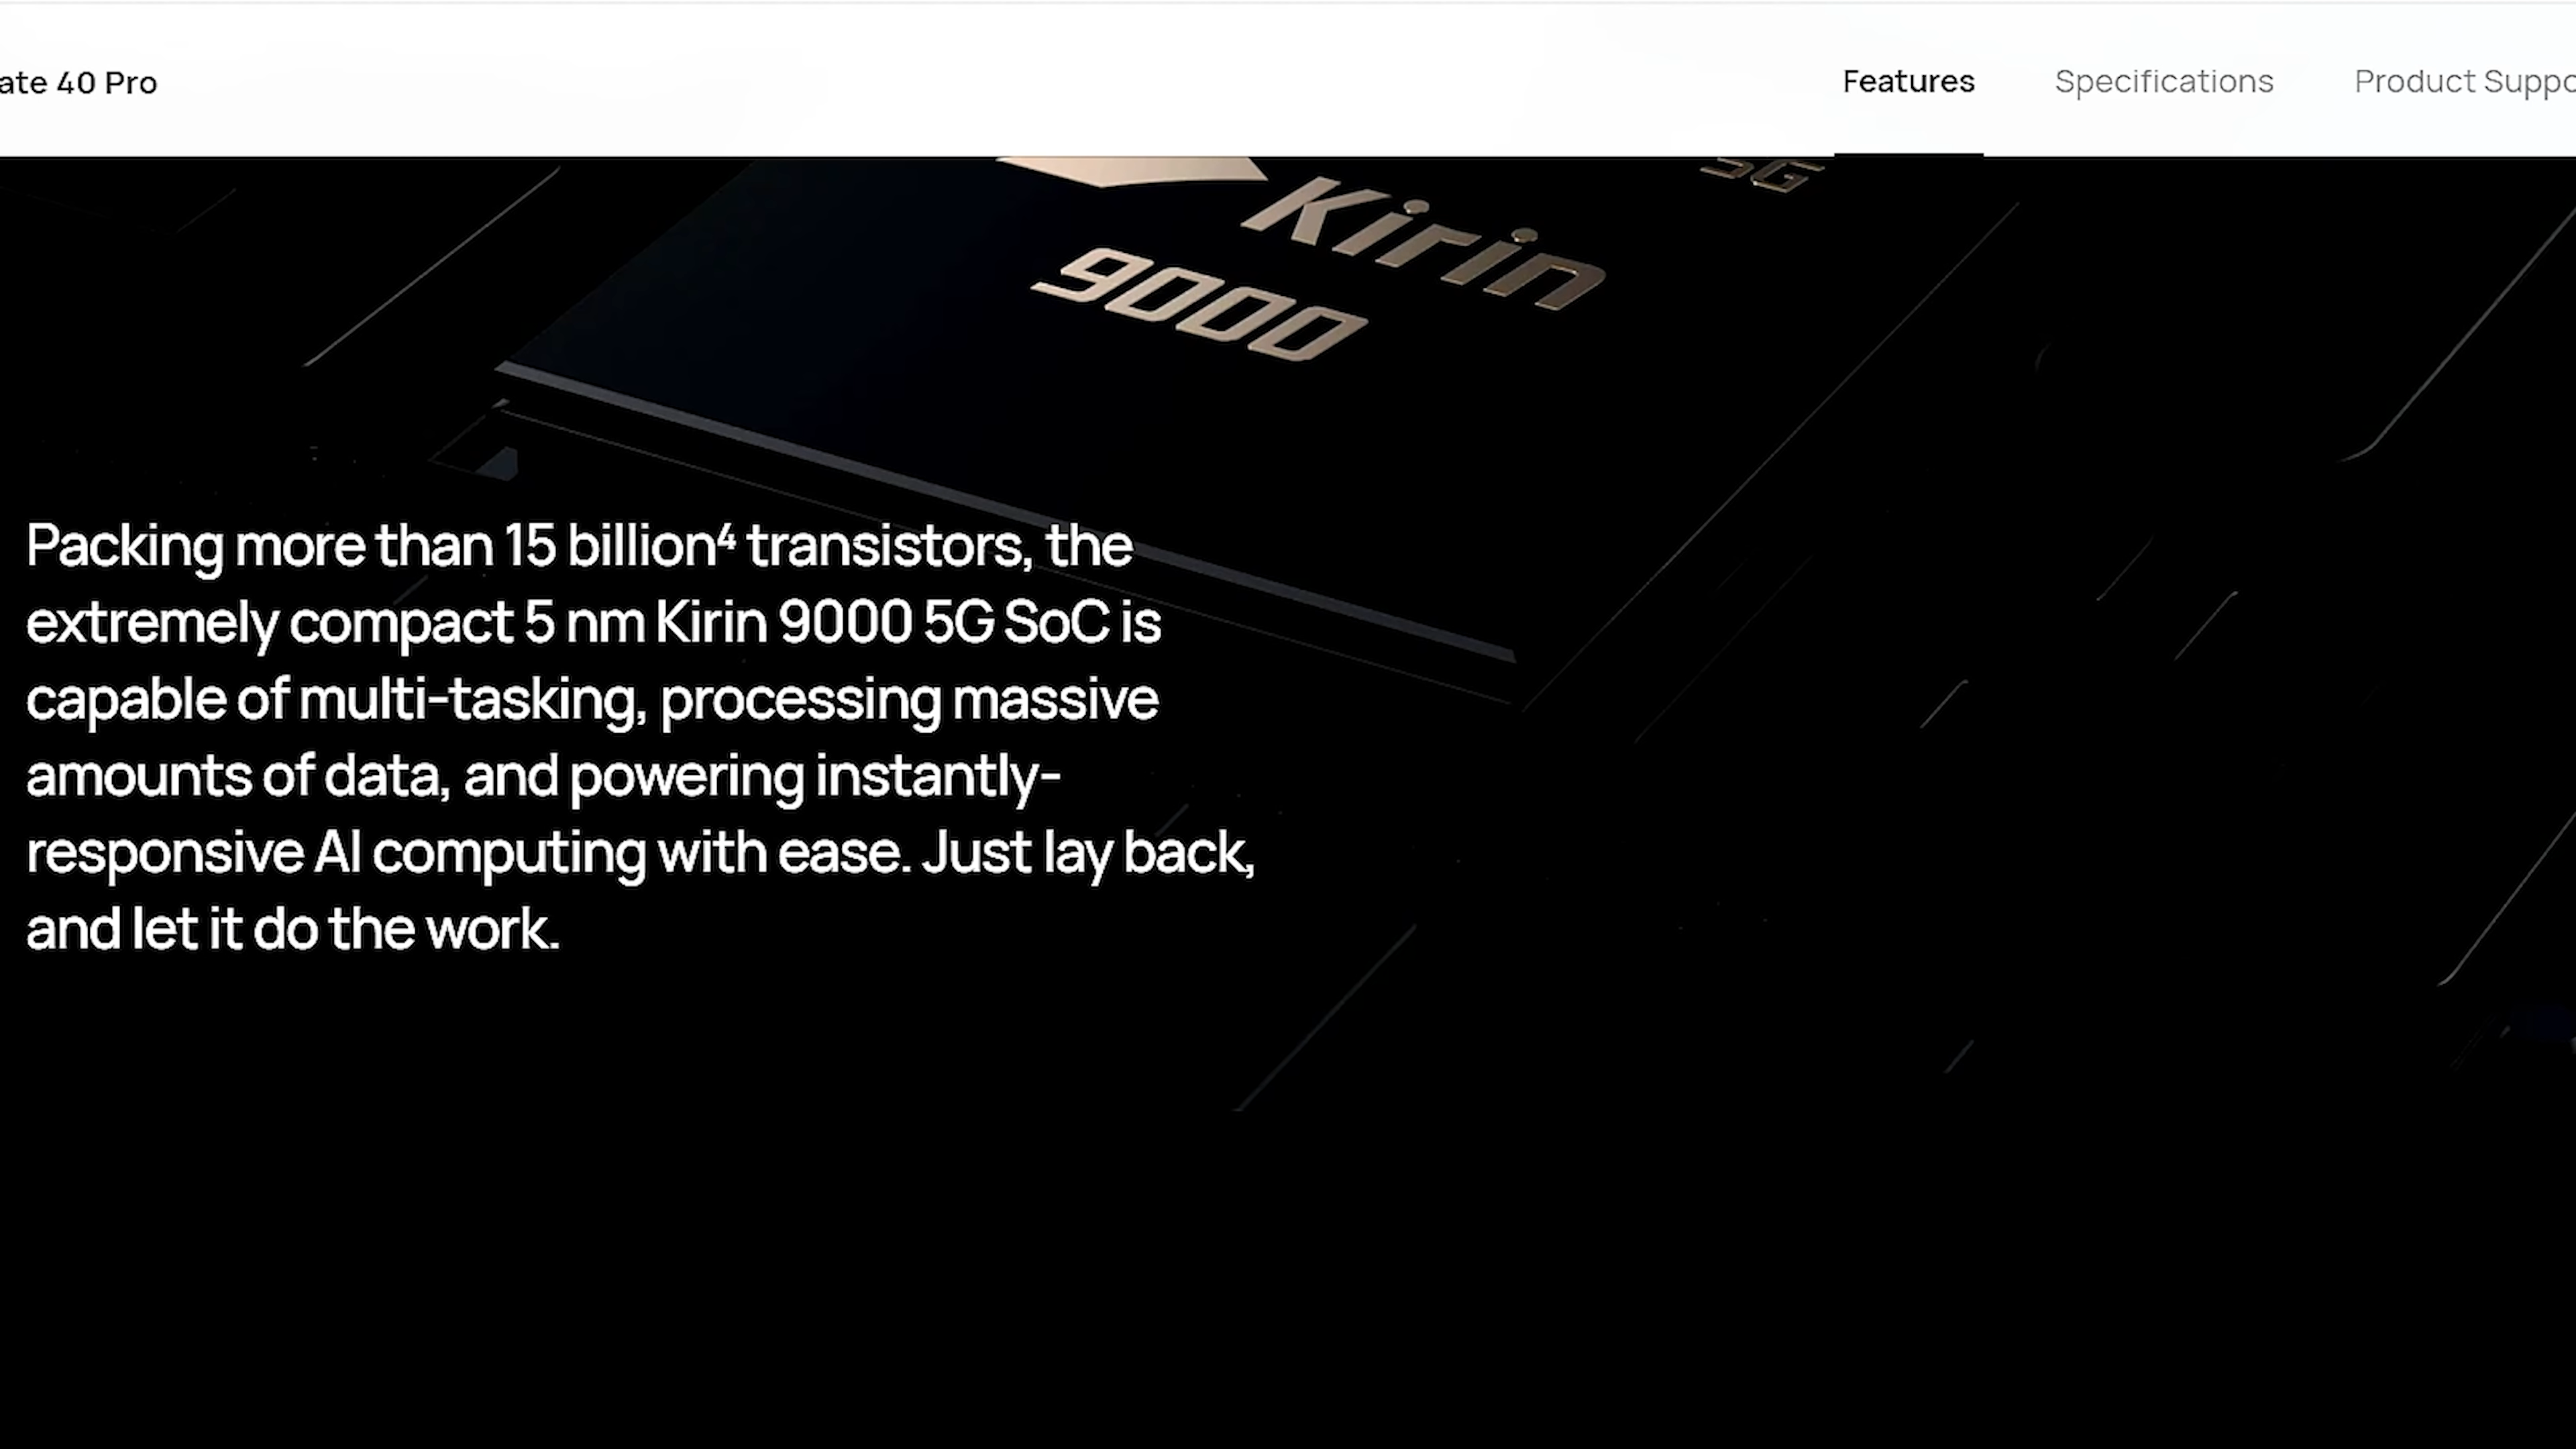 ate 40 Pro
Features
Specifications
Product Suppo
5G
Kirin
9000
Packing more than 15 billion⁴ transistors, the
extremely compact 5 nm Kirin 9000 5G SoC is
capable of multi-tasking, processing massive
amounts of data, and powering instantly-
responsive AI computing with ease. Just lay back,
and let it do the work.